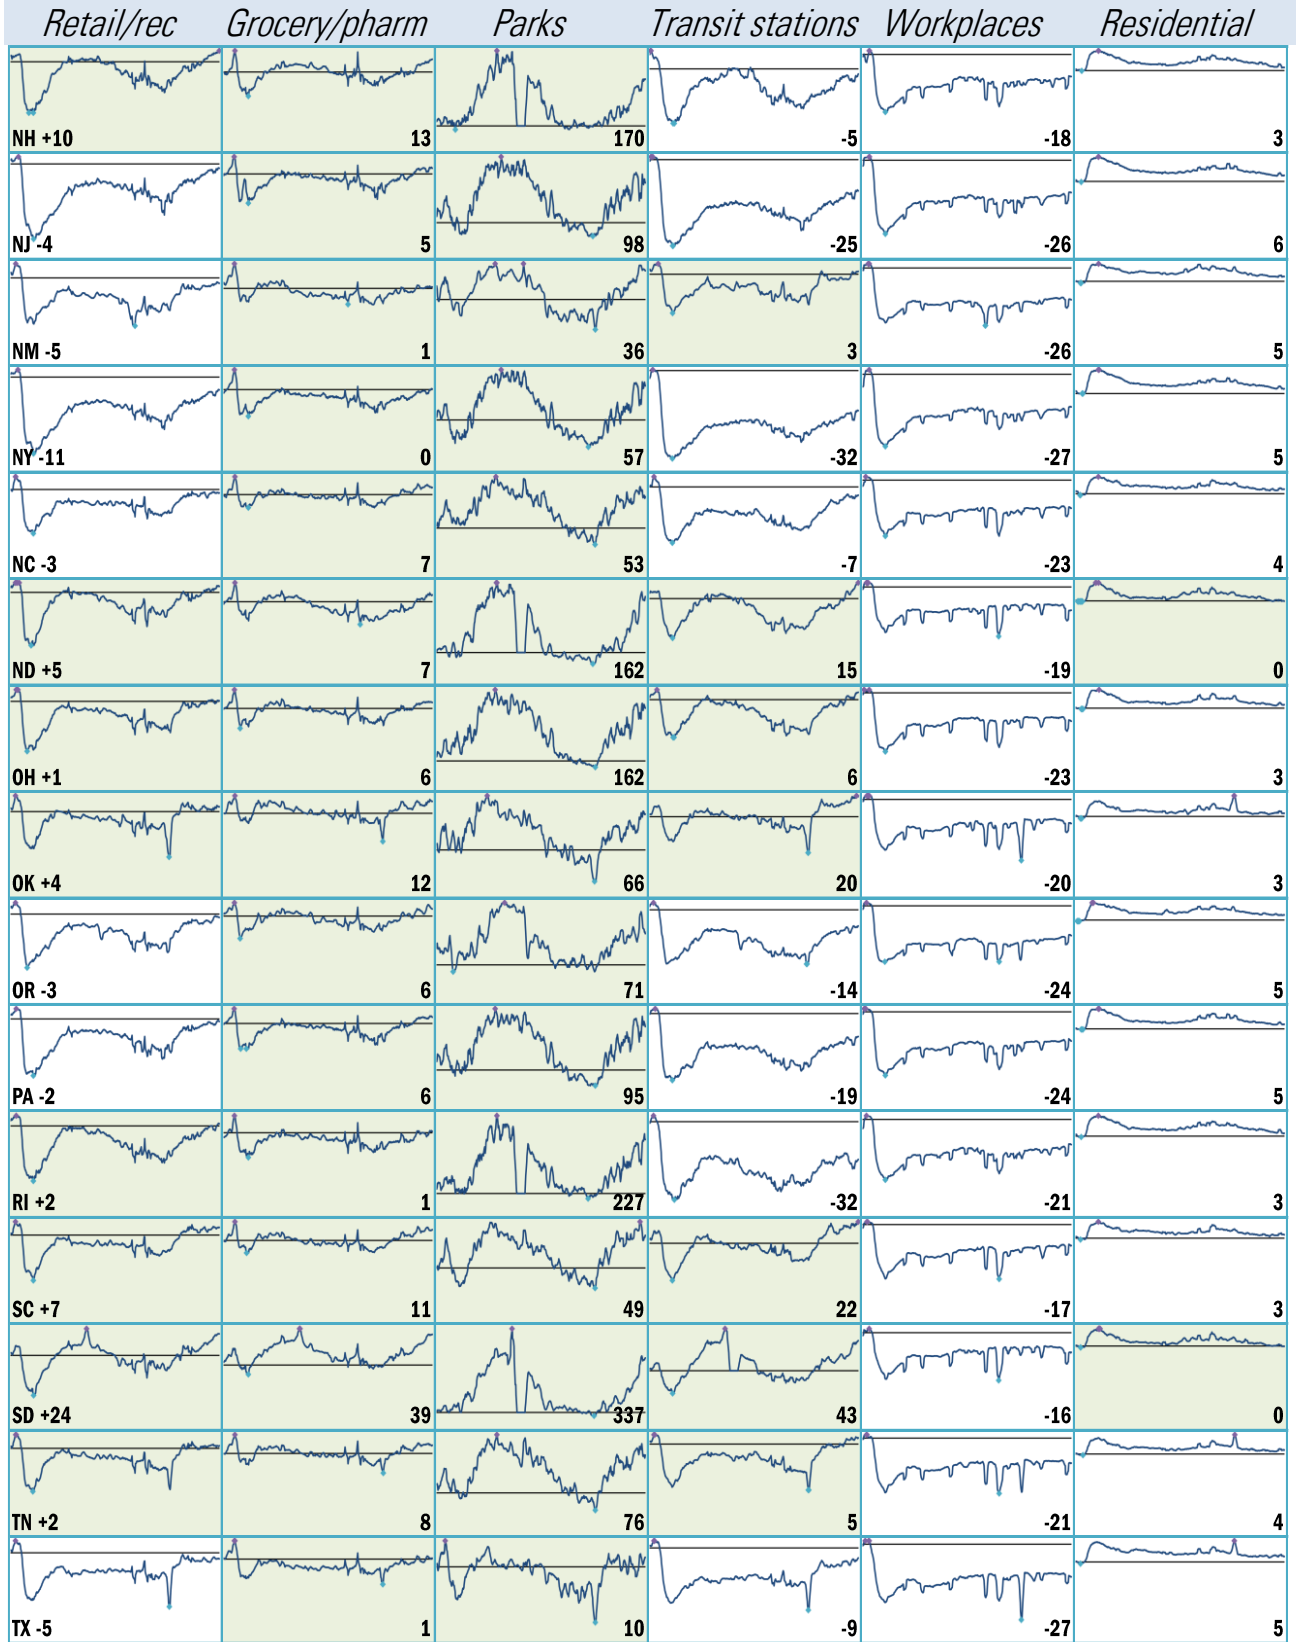 Retail/rec Grocery/pharm Parks Transit stations Workplaces Residential
NH +10 13 170 -5 -18 3
NJ -4 5 98 -25 -26 6
NM -5 1 36 3 -26 5
NY -11 0 57 -32 -27 5
NC -3 7 53 -7 -23 4
ND +5 7 162 15 -19 0
OH +1 6 162 6 -23 3
OK +4 12 66 20 -20 3
OR -3 6 71 -14 -24 5
PA -2 6 95 -19 -24 5
RI +2 1 227 -32 -21 3
SC +7 11 49 22 -17 3
SD +24 39 337 43 -16 0
TN +2 8 76 5 -21 4
TX -5 1 10 -9 -27 5